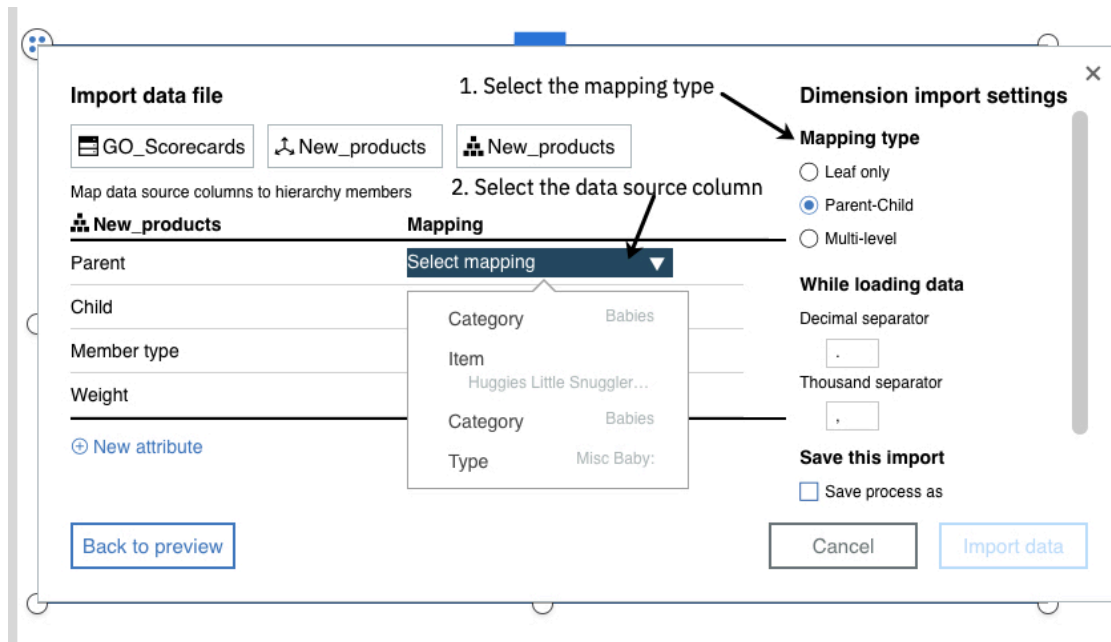 Import data file
1. Select the mapping type
Dimension import settings
GO_Scorecards
New_products
New_products
Mapping type
Leaf only
Map data source columns to hierarchy members
2. Select the data source column
Parent-Child
New_products
Mapping
Multi-level
Parent
Select mapping
While loading data
Child
Category
Babies
Decimal separator
.
Member type
Item
Huggies Little Snuggler...
Thousand separator
,
Weight
Category
Babies
New attribute
Type
Misc Baby:
Save this import
Save process as
Back to preview
Cancel
Import data